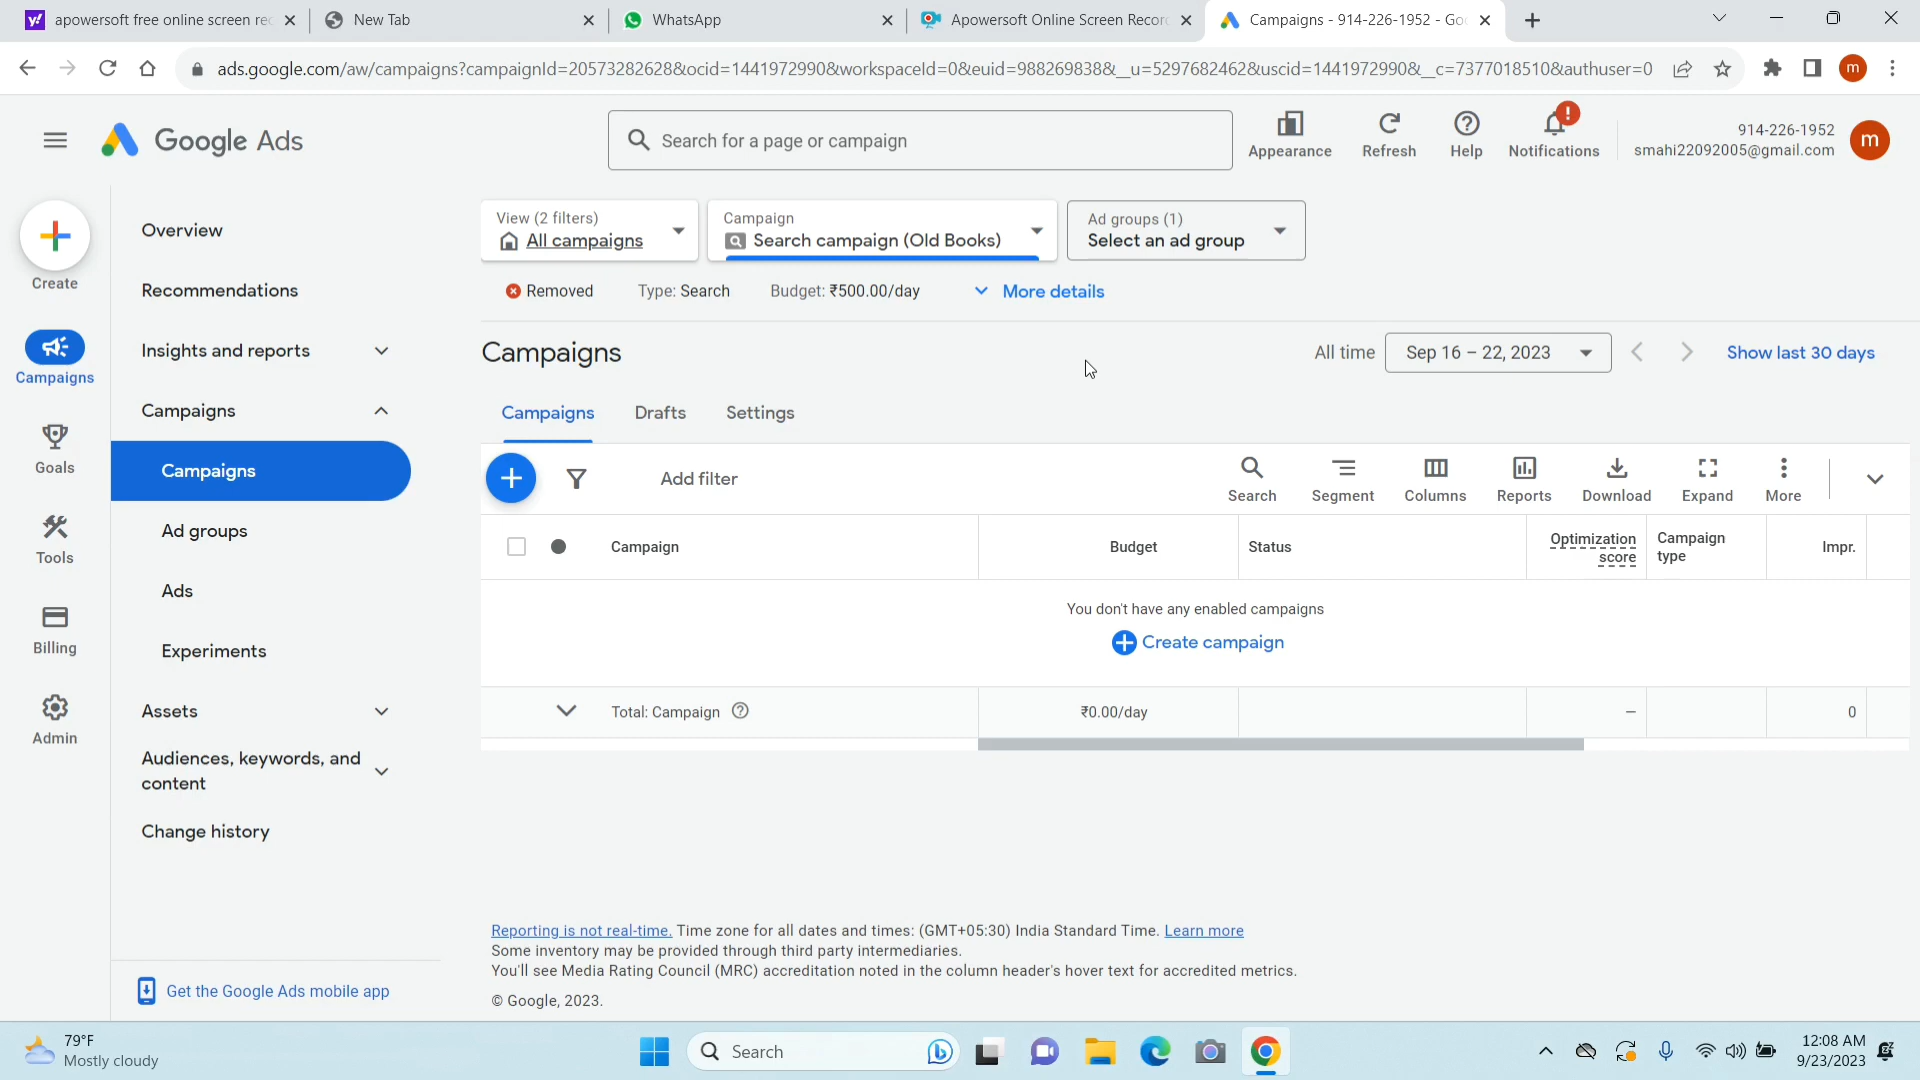 apowersoft free online screen rec
New Tab
WhatsApp
Apowersoft Online Screen Record
Campaigns - 914-226-1952 - Goo
ads.google.com/aw/campaigns?campaignId=20573282628&ocid=1441972990&workspaceId=0&euid=988269838&__u=5297682462&uscid=1441972990&__c=7377018510&authuser=0
m
Google Ads
Search for a page or campaign
Appearance
Refresh
Help
Notifications
914-226-1952
smahi22092005@gmail.com
m
Create
Campaigns
Goals
Tools
Billing
Admin
Overview
Recommendations
Insights and reports
Campaigns
Campaigns
Ad groups
Ads
Experiments
Assets
Audiences, keywords, and
content
Change history
Get the Google Ads mobile app
View (2 filters)
All campaigns
Campaign
Search campaign (Old Books)
Ad groups (1)
Select an ad group
Removed Type: Search Budget: ₹500.00/day More details
Campaigns
All time Sep 16 – 22, 2023 Show last 30 days
Campaigns Drafts Settings
Add filter
Search Segment Columns Reports Download Expand More
Campaign Budget Status Optimization score Campaign type Impr.
You don't have any enabled campaigns
Create campaign
Total: Campaign ₹0.00/day – 0
Reporting is not real-time. Time zone for all dates and times: (GMT+05:30) India Standard Time. Learn more
Some inventory may be provided through third party intermediaries.
You'll see Media Rating Council (MRC) accreditation noted in the column header's hover text for accredited metrics.
© Google, 2023.
79°F
Mostly cloudy
Search
12:08 AM
9/23/2023